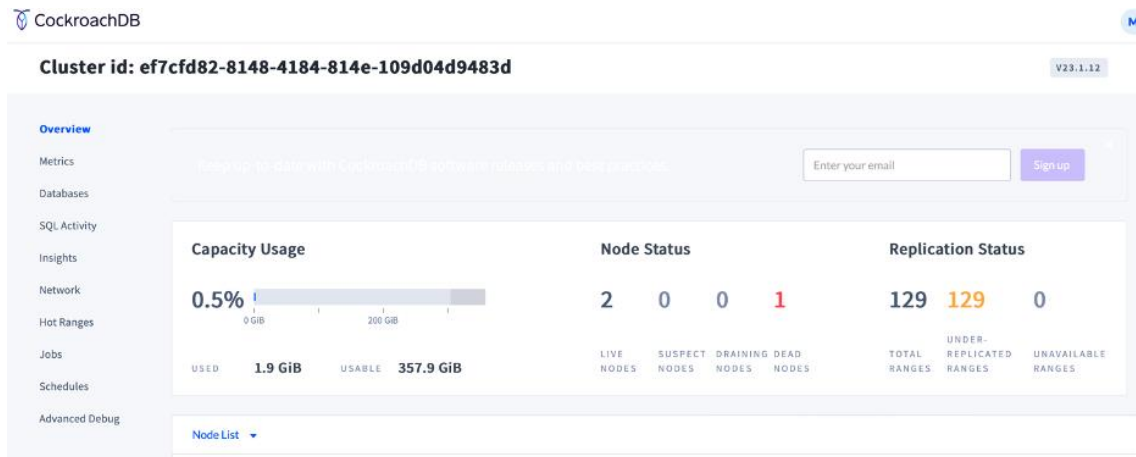 CockroachDB
M
Cluster id: ef7cfd82-8148-4184-814e-109d04d9483d
V23.1.12
Overview
Metrics
Databases
SQL Activity
Insights
Network
Hot Ranges
Jobs
Schedules
Advanced Debug
Keep up-to-date with CockroachDB software releases and best practices.
Enter your email
Sign up
Capacity Usage
0.5%
0 GiB
200 GiB
USED 1.9 GiB USABLE 357.9 GiB
Node Status
2 0 0 1
LIVE NODES
SUSPECT NODES
DRAINING NODES
DEAD NODES
Replication Status
129 129 0
TOTAL RANGES
UNDER-REPLICATED RANGES
UNAVAILABLE RANGES
Node List